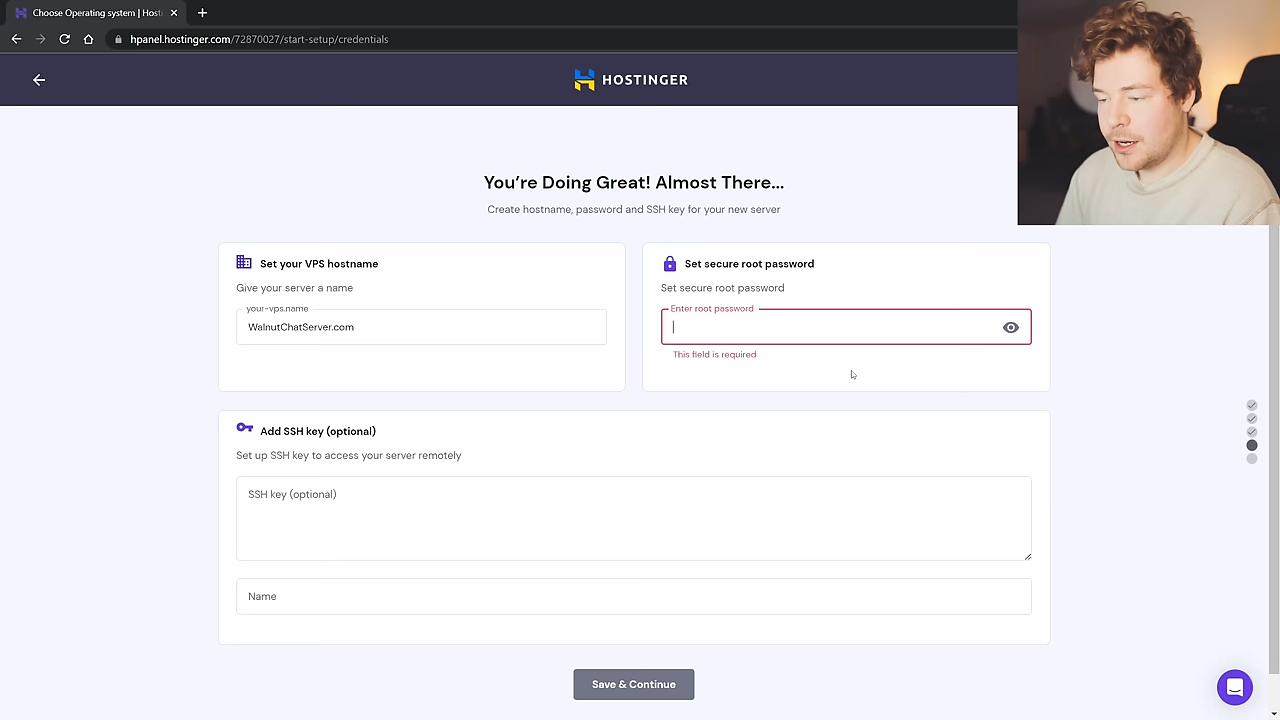 Choose Operating system | Host
hpanel.hostinger.com/72870027/start-setup/credentials
HOSTINGER
You're Doing Great! Almost There...
Create hostname, password and SSH key for your new server
Set your VPS hostname
Give your server a name
your-vps.name
WalnutChatServer.com
Set secure root password
Set secure root password
Enter root password
This field is required
Add SSH key (optional)
Set up SSH key to access your server remotely
SSH key (optional)
Name
Save & Continue